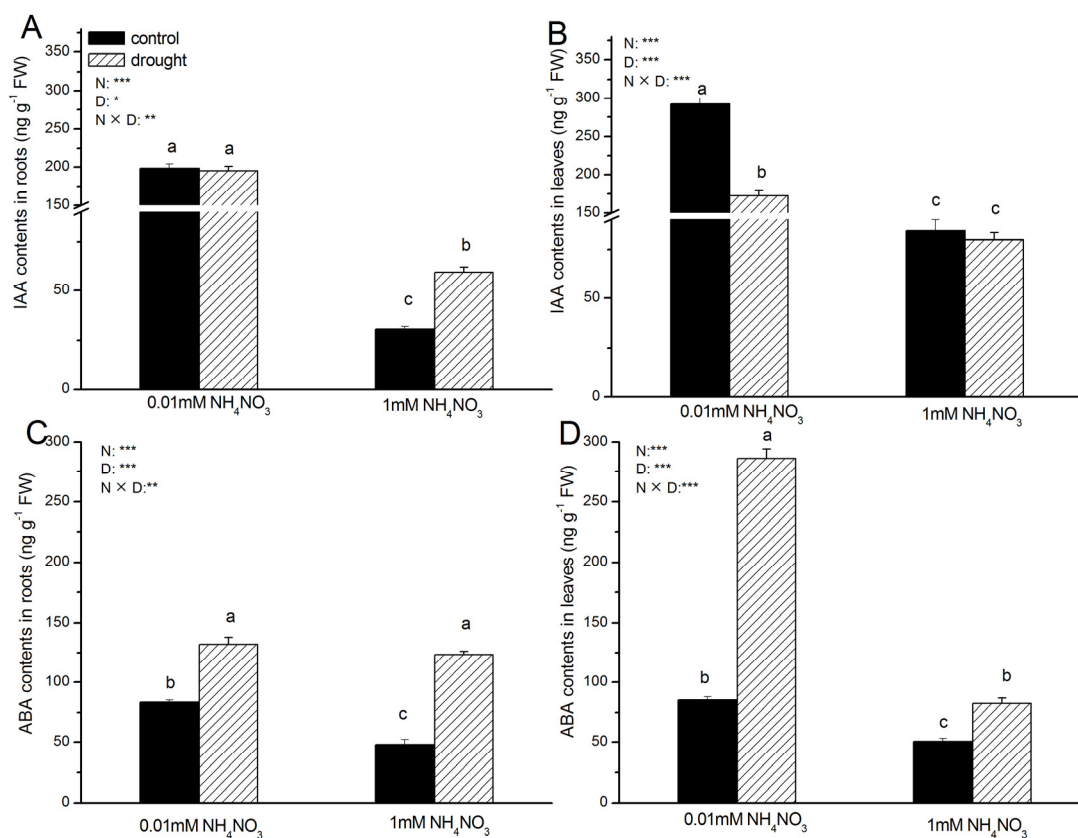 A
control
drought
N: ***
D: *
N × D: **
IAA contents in roots (ng g⁻¹ FW)
350
300
250
200
150
50
0
a
a
c
b
0.01mM NH₄NO₃
1mM NH₄NO₃
B
N: ***
D: ***
N × D: ***
IAA contents in leaves (ng g⁻¹ FW)
350
300
250
200
150
50
0
a
b
c
c
0.01mM NH₄NO₃
1mM NH₄NO₃
C
N: ***
D: ***
N × D:**
ABA contents in roots (ng g⁻¹ FW)
300
250
200
150
100
50
0
b
a
c
a
0.01mM NH₄NO₃
1mM NH₄NO₃
D
N:***
D: ***
N × D:***
ABA contents in leaves (ng g⁻¹ FW)
300
250
200
150
100
50
0
b
a
c
b
0.01mM NH₄NO₃
1mM NH₄NO₃